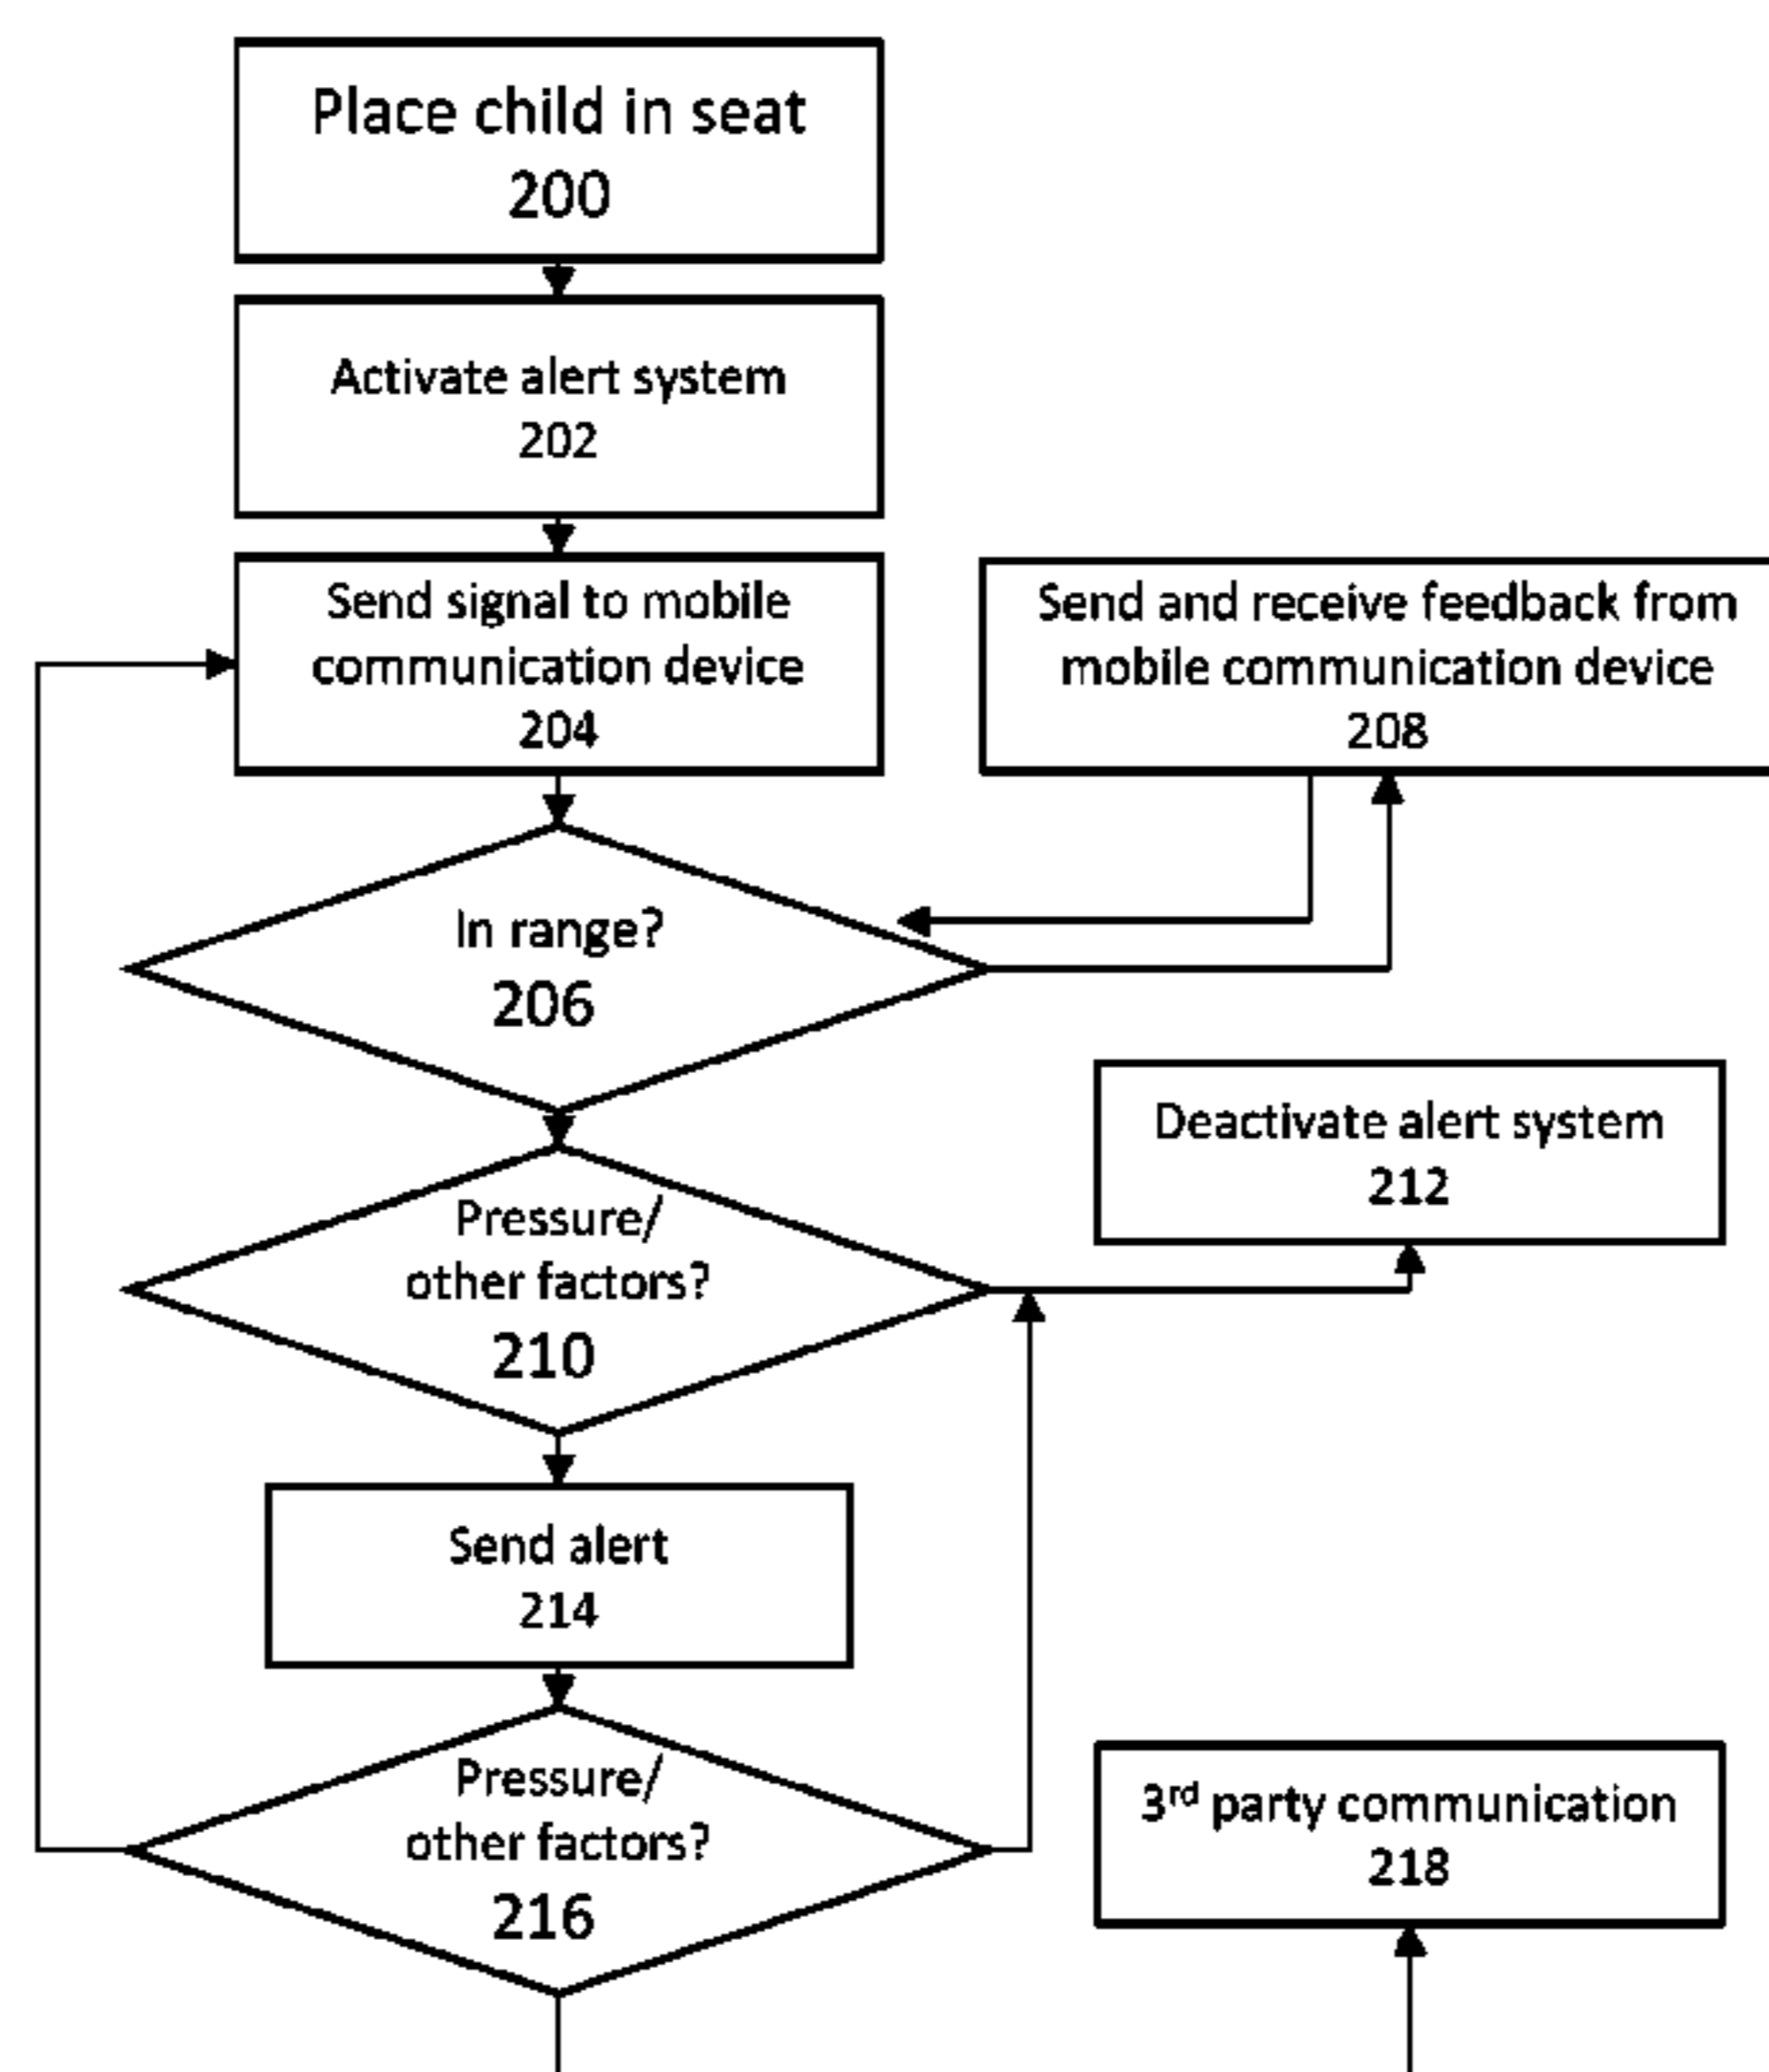 Place child in seat
200
Activate alert system
202
Send signal to mobile
communication device
204
Send and receive feedback from
mobile communication device
208
In range?
206
Deactivate alert system
212
Pressure/
other factors?
210
Send alert
214
Pressure/
other factors?
216
3rd party communication
218